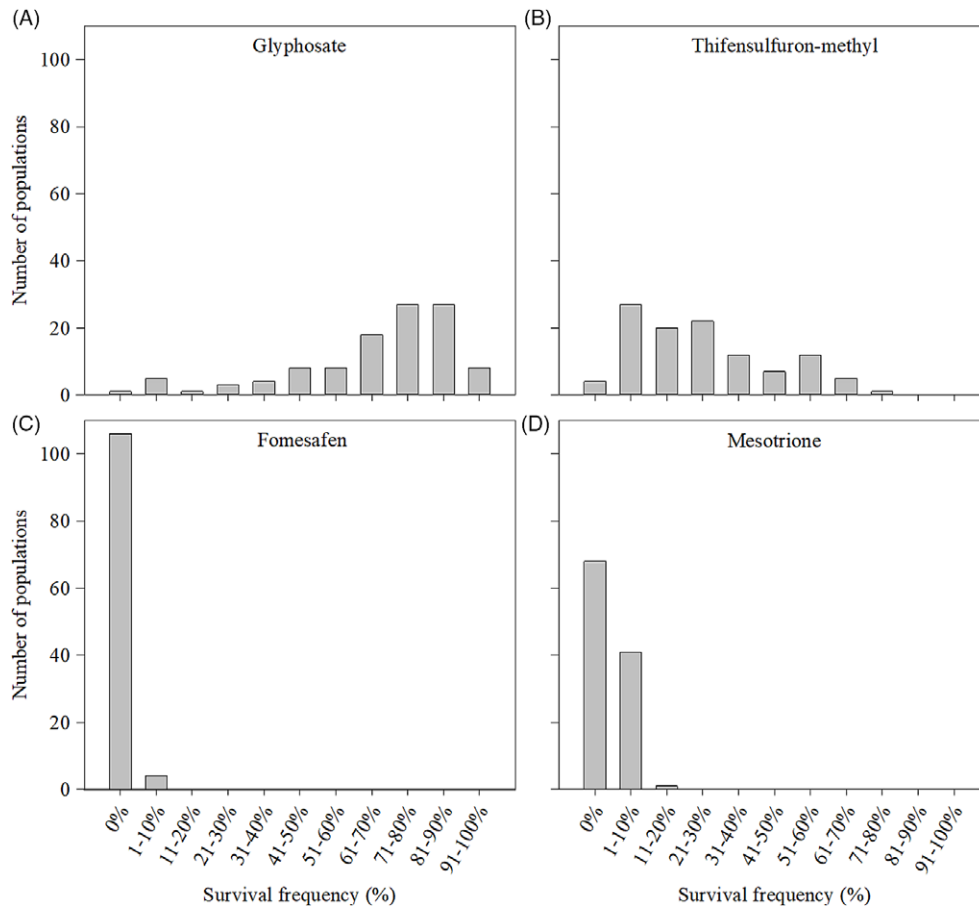 (A)
Glyphosate
(B)
Thifensulfuron-methyl
Number of populations
100
80
60
40
20
0
(C)
Fomesafen
(D)
Mesotrione
Number of populations
100
80
60
40
20
0
0%
1-10%
11-20%
21-30%
31-40%
41-50%
51-60%
61-70%
71-80%
81-90%
91-100%
0%
1-10%
11-20%
21-30%
31-40%
41-50%
51-60%
61-70%
71-80%
81-90%
91-100%
Survival frequency (%)
Survival frequency (%)